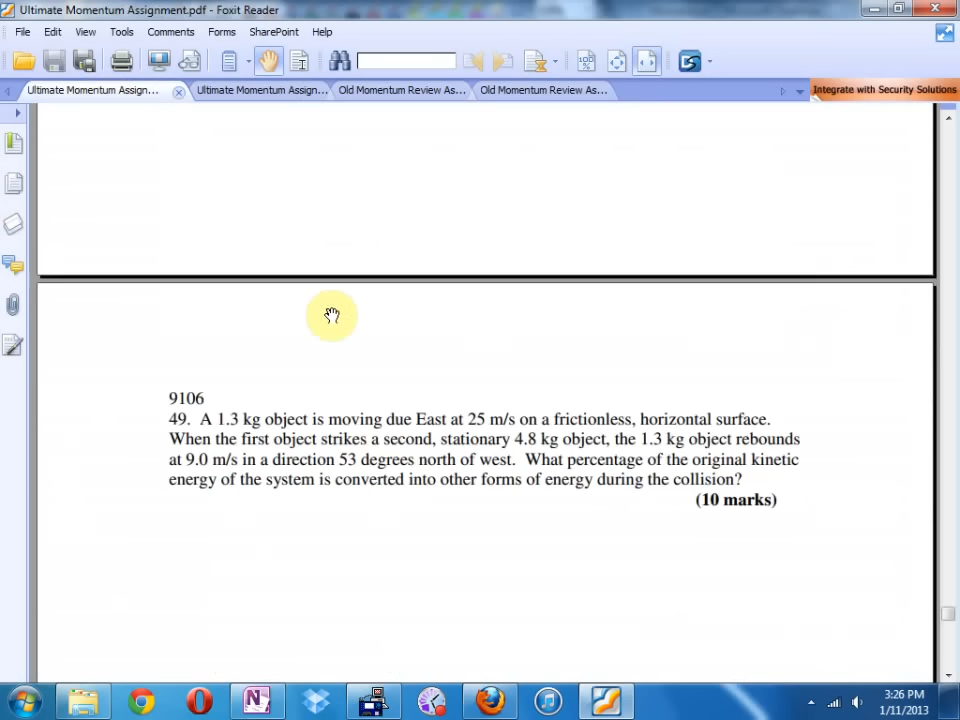 Ultimate Momentum Assignment.pdf - Foxit Reader
File Edit View Tools Comments Forms SharePoint Help
Ultimate Momentum Assign... Ultimate Momentum Assign... Old Momentum Review As... Old Momentum Review As... Integrate with Security Solutions
9106
49. A 1.3 kg object is moving due East at 25 m/s on a frictionless, horizontal surface.
When the first object strikes a second, stationary 4.8 kg object, the 1.3 kg object rebounds
at 9.0 m/s in a direction 53 degrees north of west. What percentage of the original kinetic
energy of the system is converted into other forms of energy during the collision?
(10 marks)
3:26 PM
1/11/2013